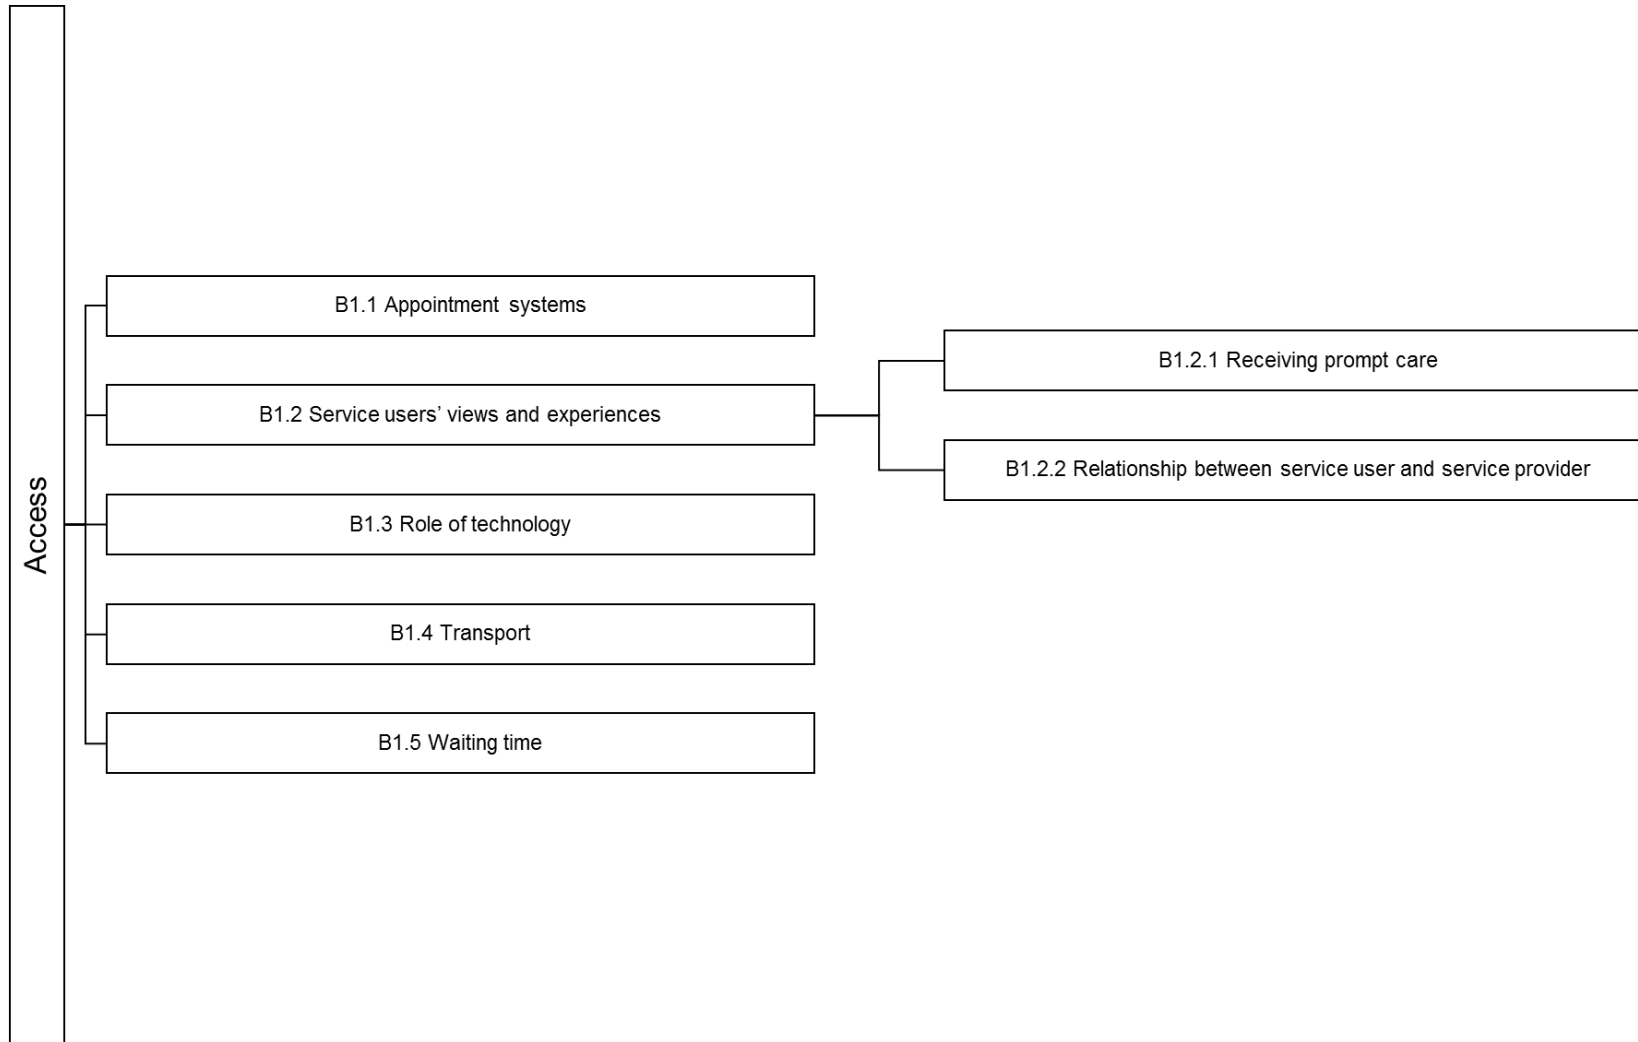 Access
B1.1 Appointment systems
B1.2 Service users’ views and experiences
B1.2.1 Receiving prompt care
B1.2.2 Relationship between service user and service provider
B1.3 Role of technology
B1.4 Transport
B1.5 Waiting time